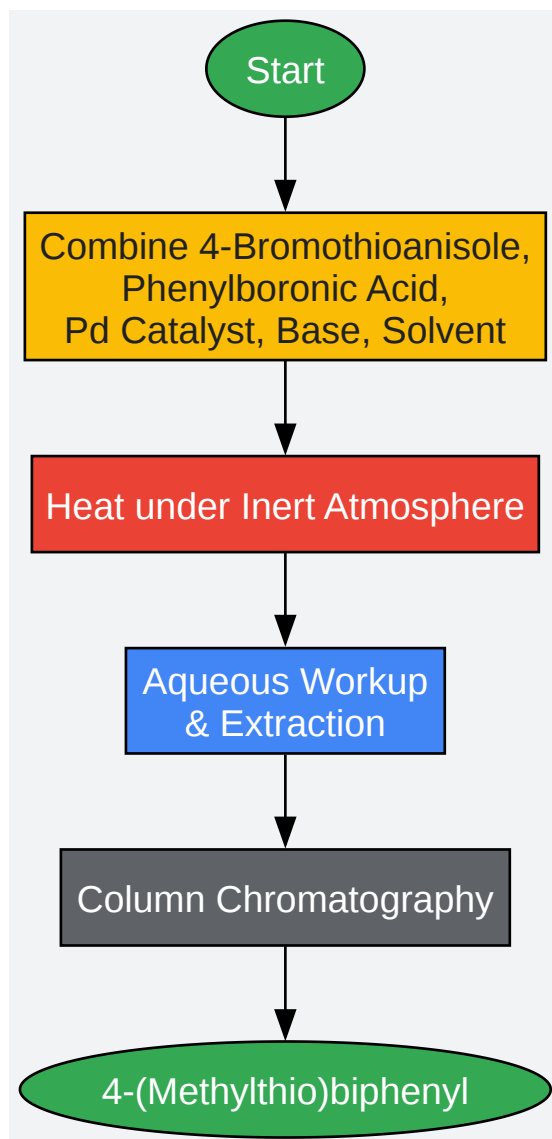 Start
Combine 4-Bromothioanisole,
Phenylboronic Acid,
Pd Catalyst, Base, Solvent
Heat under Inert Atmosphere
Aqueous Workup
& Extraction
Column Chromatography
4-(Methylthio)biphenyl